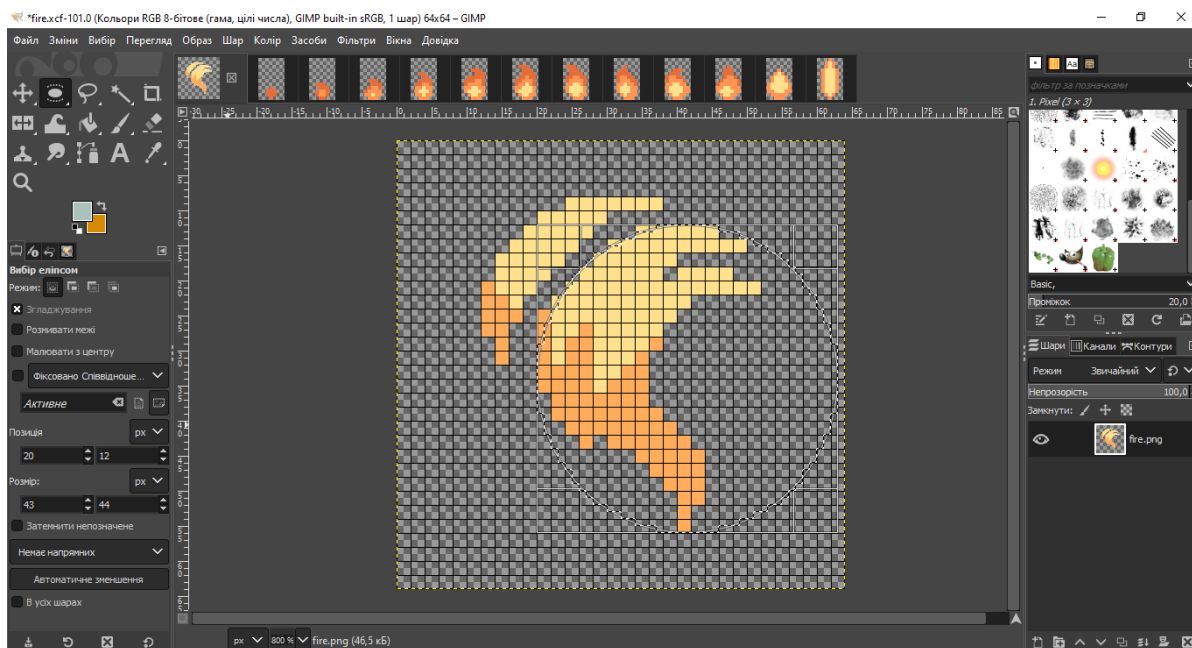 *fire.xcf-101.0 (Кольори RGB 8-бітове (гама, цілі числа), GIMP built-in sRGB, 1 шар) 64x64 – GIMP
Файл Зміни Вибір Перегляд Образ Шар Колір Засоби Фільтри Вікна Довідка
фільтр за позначками
1. Pixel (3 × 3)
Basic,
Проміжок 20,0
Шари Канали Контури
Режим Звичайний
Непрозорість 100,0
Замкнути:
fire.png
Вибір еліпсом
Режим:
Згладжування
Розмивати межі
Малювати з центру
Фіксовано Співвідноше...
Активне
Позиція px
20 12
Розмір: px
43 44
Затемнити непозначене
Немає напрямних
Автоматичне зменшення
В усіх шарах
px 800 % fire.png (46,5 кБ)